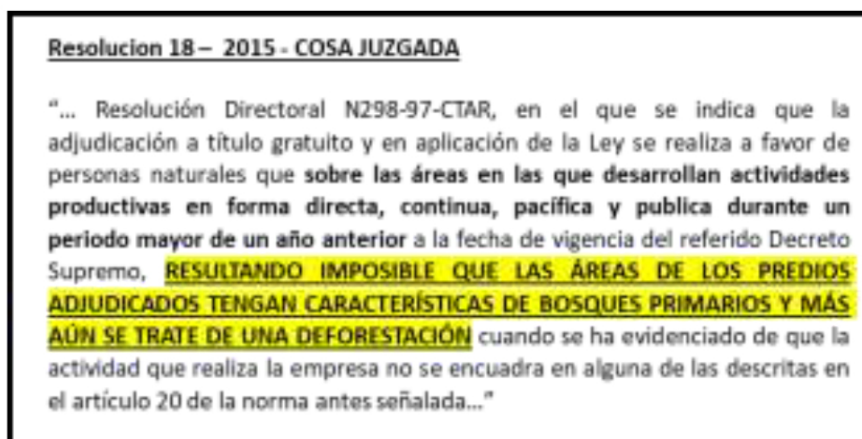 Resolucion 18 – 2015 - COSA JUZGADA
“... Resolución Directoral N298-97-CTAR, en el que se indica que la
adjudicación a título gratuito y en aplicación de la Ley se realiza a favor de
personas naturales que sobre las áreas en las que desarrollan actividades
productivas en forma directa, continua, pacífica y publica durante un
periodo mayor de un año anterior a la fecha de vigencia del referido Decreto
Supremo, RESULTANDO IMPOSIBLE QUE LAS ÁREAS DE LOS PREDIOS
ADJUDICADOS TENGAN CARACTERÍSTICAS DE BOSQUES PRIMARIOS Y MÁS
AÚN SE TRATE DE UNA DEFORESTACIÓN cuando se ha evidenciado de que la
actividad que realiza la empresa no se encuadra en alguna de las descritas en
el artículo 20 de la norma antes señalada...”